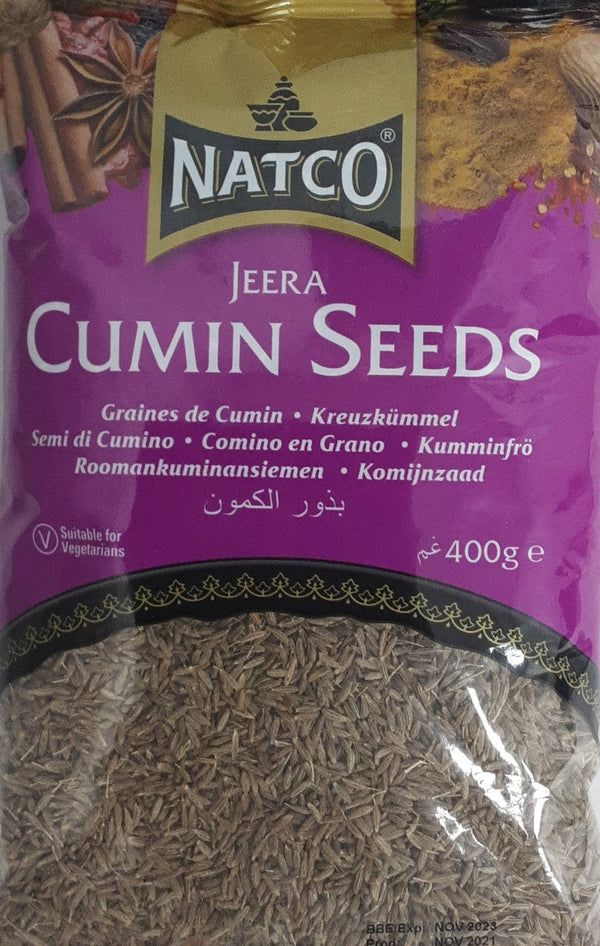 NATCO®
JEERA
CUMIN SEEDS
Graines de Cumin • Kreuzkümmel
Semi di Cumino • Comino en Grano • Kumminfrö
Roomankuminansiemen • Komijnzaad
بذور الكمون
V Suitable for
Vegetarians
400g e غم
BBE/Exp NOV 2023
Prod NOV 2021